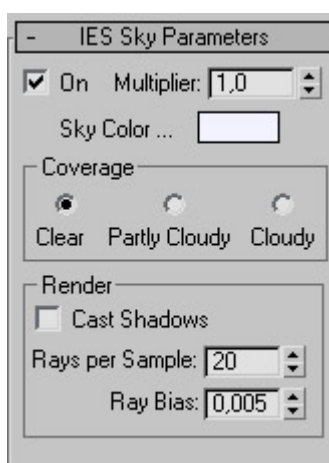 - IES Sky Parameters
On Multiplier: 1,0
Sky Color ...
Coverage
Clear Partly Cloudy Cloudy
Render
Cast Shadows
Rays per Sample: 20
Ray Bias: 0,005